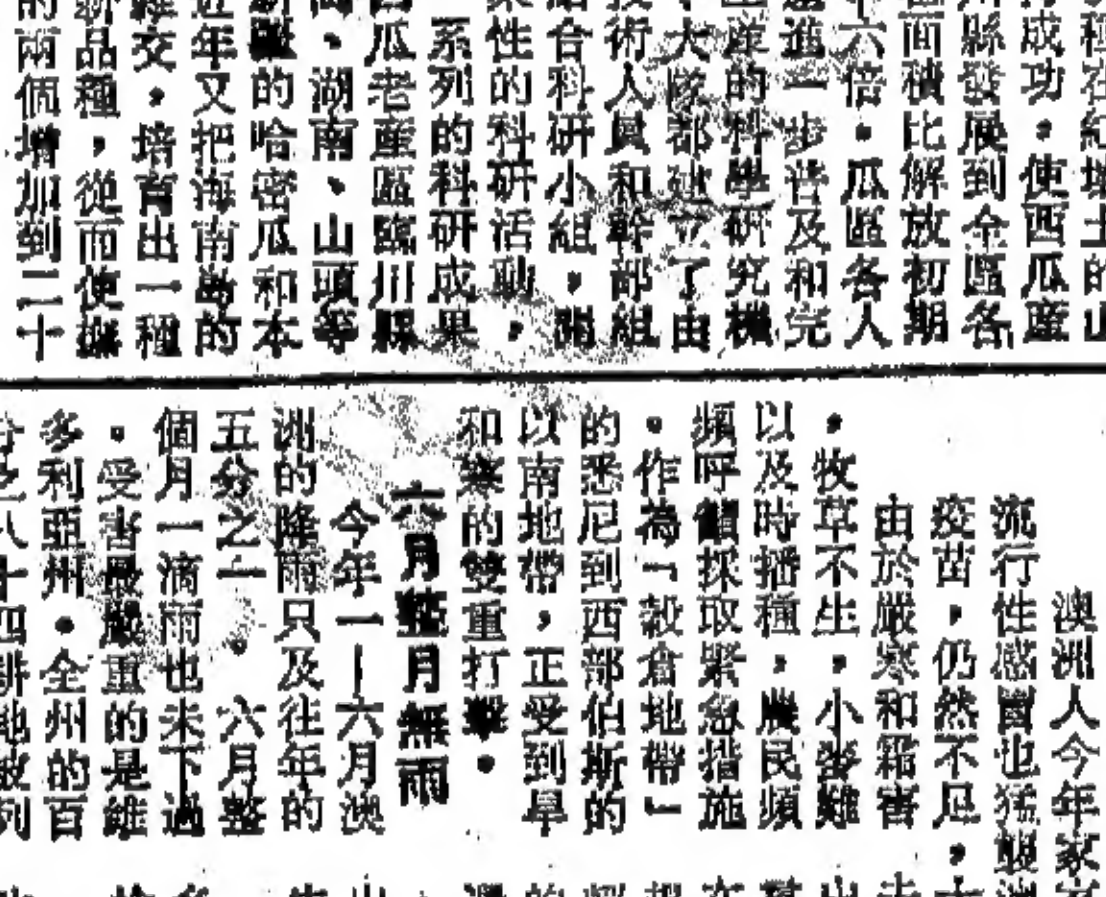 種在紅壤土的山
成功。使西瓜產
縣發展到全區各
面積比解放初期
六倍。瓜區各人
進一步普及和完
產的科學研究機
大隊都建立了由
技術人員和幹部組
結合科研小組，開
性的科研活動，
系列的科研成果
西瓜老產區臨川縣
、湖南、山頭等
的哈密瓜和本
近年又把海南島的
雜交。培育出一種
新品種，從而使
的兩個增加到二十
澳洲人今年家
流行性感冒也猛襲
疫苗，仍然不足，
由於嚴寒和霜害
。牧草不生，小麥難
以及時播種，農民頻
頻呼籲採取緊急措施
。作為「穀倉地帶」
的悉尼到西部伯斯的
以南地帶，正受到旱
和寒的雙重打擊。
六月整月無雨
今年一—六月澳
洲的降雨只及往年的
五分之一。六月整
個月一滴雨也未下過
。受害最嚴重的是維
多利亞州。全州的百
分之八十四耕地被列